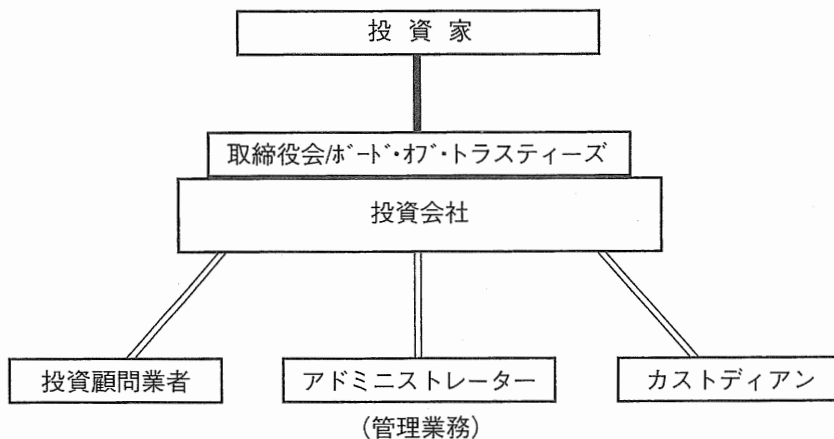 投 資 家
取締役会/ﾎﾞｰﾄﾞ・ｵﾌﾞ・トラスティーズ
投資会社
投資顧問業者
アドミニストレーター
カストディアン
(管理業務)